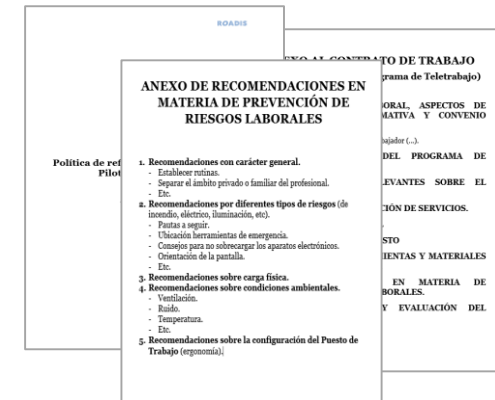 ROADIS
Política de ref
Pilot
ANEXO DE RECOMENDACIONES EN
MATERIA DE PREVENCIÓN DE
RIESGOS LABORALES
1. Recomendaciones con carácter general.
- Establecer rutinas.
- Separar el ámbito privado o familiar del profesional.
- Etc.
2. Recomendaciones por diferentes tipos de riesgos (de
incendio, eléctrico, iluminación, etc).
- Pautas a seguir.
- Ubicación herramientas de emergencia.
- Consejos para no sobrecargar los aparatos electrónicos.
- Orientación de la pantalla.
- Etc.
3. Recomendaciones sobre carga física.
4. Recomendaciones sobre condiciones ambientales.
- Ventilación.
- Ruido.
- Temperatura.
- Etc.
5. Recomendaciones sobre la configuración del Puesto de
Trabajo (ergonomía).
EXO AL CONTRATO DE TRABAJO
grama de Teletrabajo)
ORAL, ASPECTOS DE
MATIVA Y CONVENIO
bajador (...).
DEL PROGRAMA DE
LEVANTES SOBRE EL
CIÓN DE SERVICIOS.
STO
IENTAS Y MATERIALES
EN MATERIA DE
BORALES.
Y EVALUACIÓN DEL